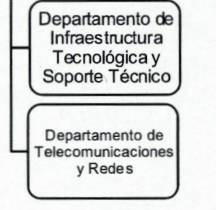 Departamento de
Infraestructura
Tecnológica y
Soporte Técnico
Departamento de
Telecomunicaciones
y Redes